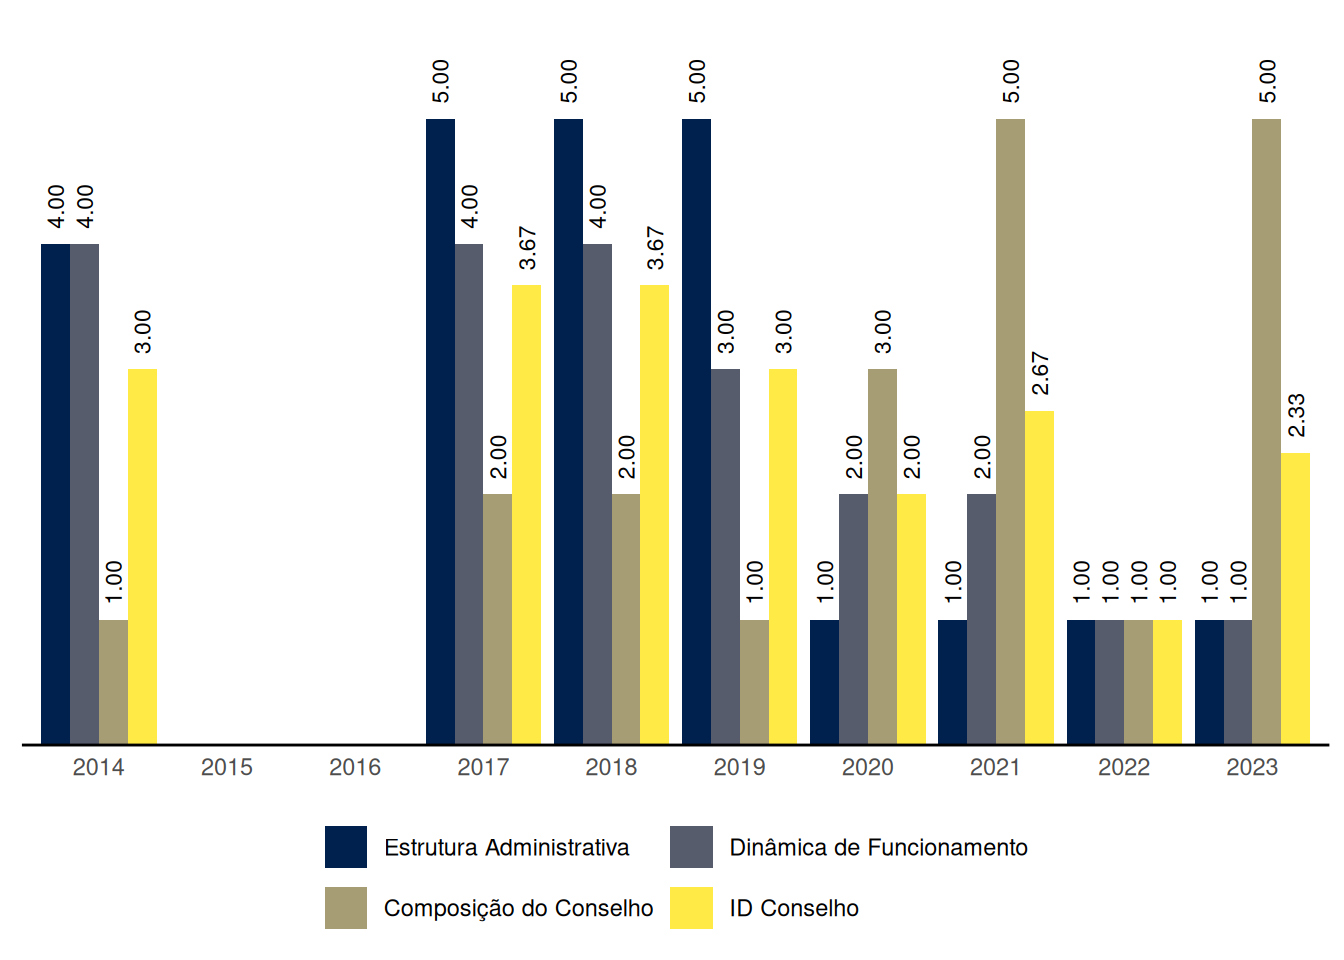 5.00 5.00 5.00 5.00 5.00
4.00 4.00 4.00 4.00
3.67 3.67
3.00 3.00 3.00 3.00
2.67
2.33
2.00 2.00 2.00 2.00 2.00
1.00 1.00 1.00 1.00 1.00 1.00 1.00 1.00 1.00 1.00
2014 2015 2016 2017 2018 2019 2020 2021 2022 2023
Estrutura Administrativa Dinâmica de Funcionamento
Composição do Conselho ID Conselho